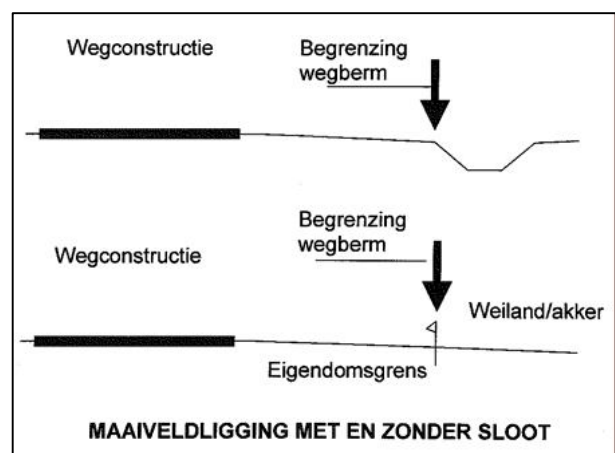 Wegconstructie
Begrenzing
wegberm
Wegconstructie
Begrenzing
wegberm
Weiland/akker
Eigendomsgrens
MAAIVELDLIGGING MET EN ZONDER SLOOT